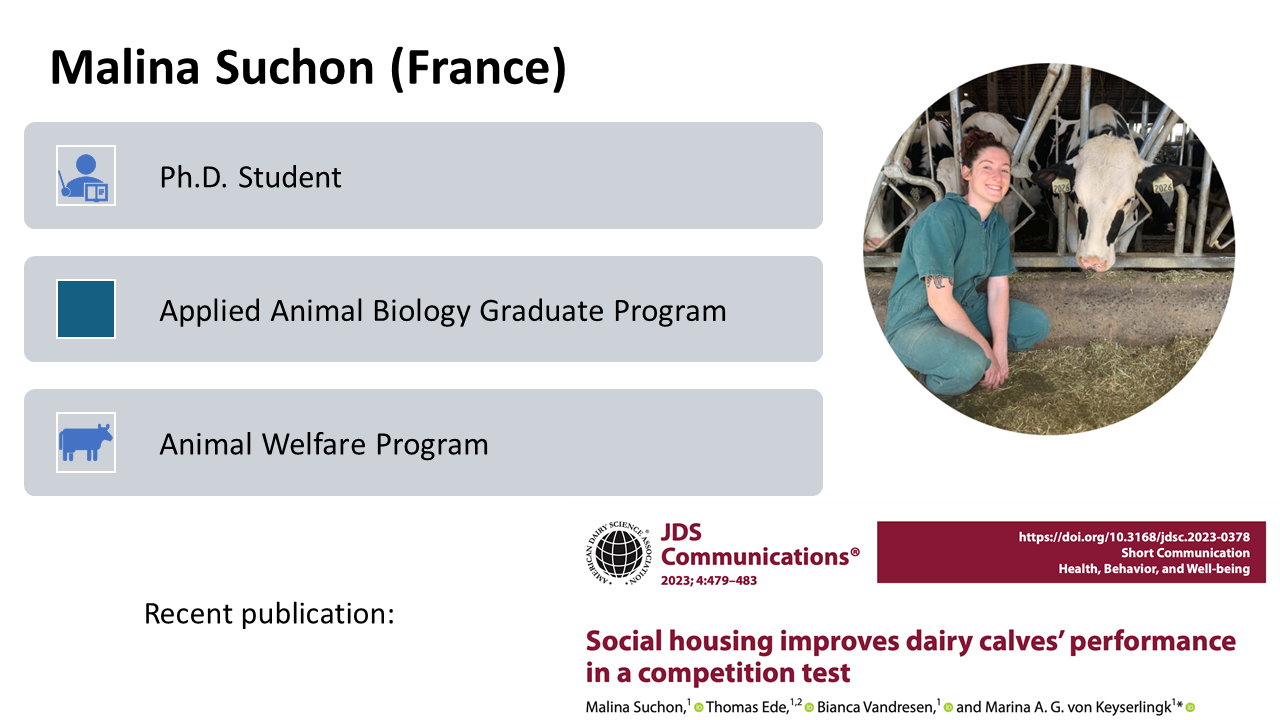 Malina Suchon (France)
Ph.D. Student
Applied Animal Biology Graduate Program
Animal Welfare Program
2026
2026
Recent publication:
AMERICAN DAIRY SCIENCE ASSOCIATION ®
JDS
Communications®
2023; 4:479–483
https://doi.org/10.3168/jdsc.2023-0378
Short Communication
Health, Behavior, and Well-being
Social housing improves dairy calves’ performance
in a competition test
Malina Suchon,1 Thomas Ede,1,2 Bianca Vandresen,1 and Marina A. G. von Keyserlingk1*